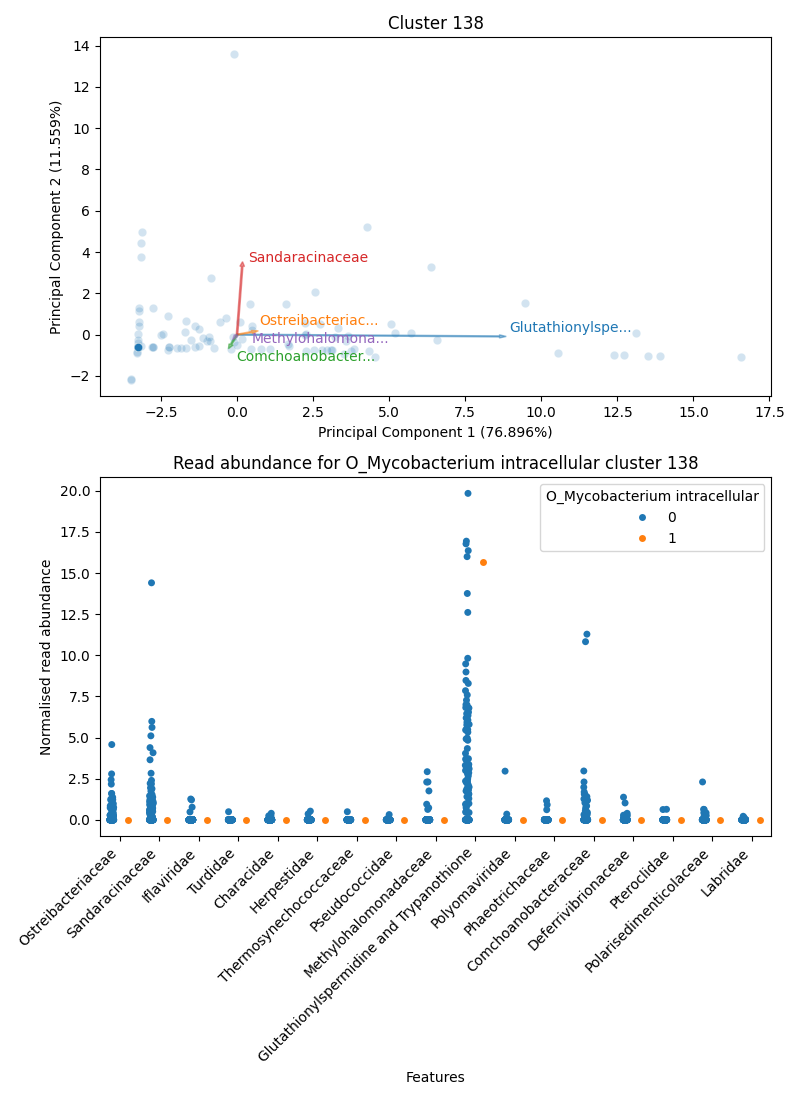 Cluster 138
14
12
10
8
6
4
2
0
−2
Principal Component 2 (11.559%)
Sandaracinaceae
Ostreibacteriac...
Glutathionylspe...
Methylohalomona...
Comchoanobacter...
−2.5
0.0
2.5
5.0
7.5
10.0
12.5
15.0
17.5
Principal Component 1 (76.896%)
Read abundance for O_Mycobacterium intracellular cluster 138
O_Mycobacterium intracellular
0
1
20.0
17.5
15.0
12.5
10.0
7.5
5.0
2.5
0.0
Normalised read abundance
Ostreibacteriaceae
Sandaracinaceae
Iflaviridae
Turdidae
Characidae
Herpestidae
Thermosynechococcaceae
Pseudococcidae
Methylohalomonadaceae
Glutathionylspermidine and Trypanothione
Polyomaviridae
Phaeotrichaceae
Comchoanobacteraceae
Deferrivibrionaceae
Pteroclidae
Polarisedimenticolaceae
Labridae
Features